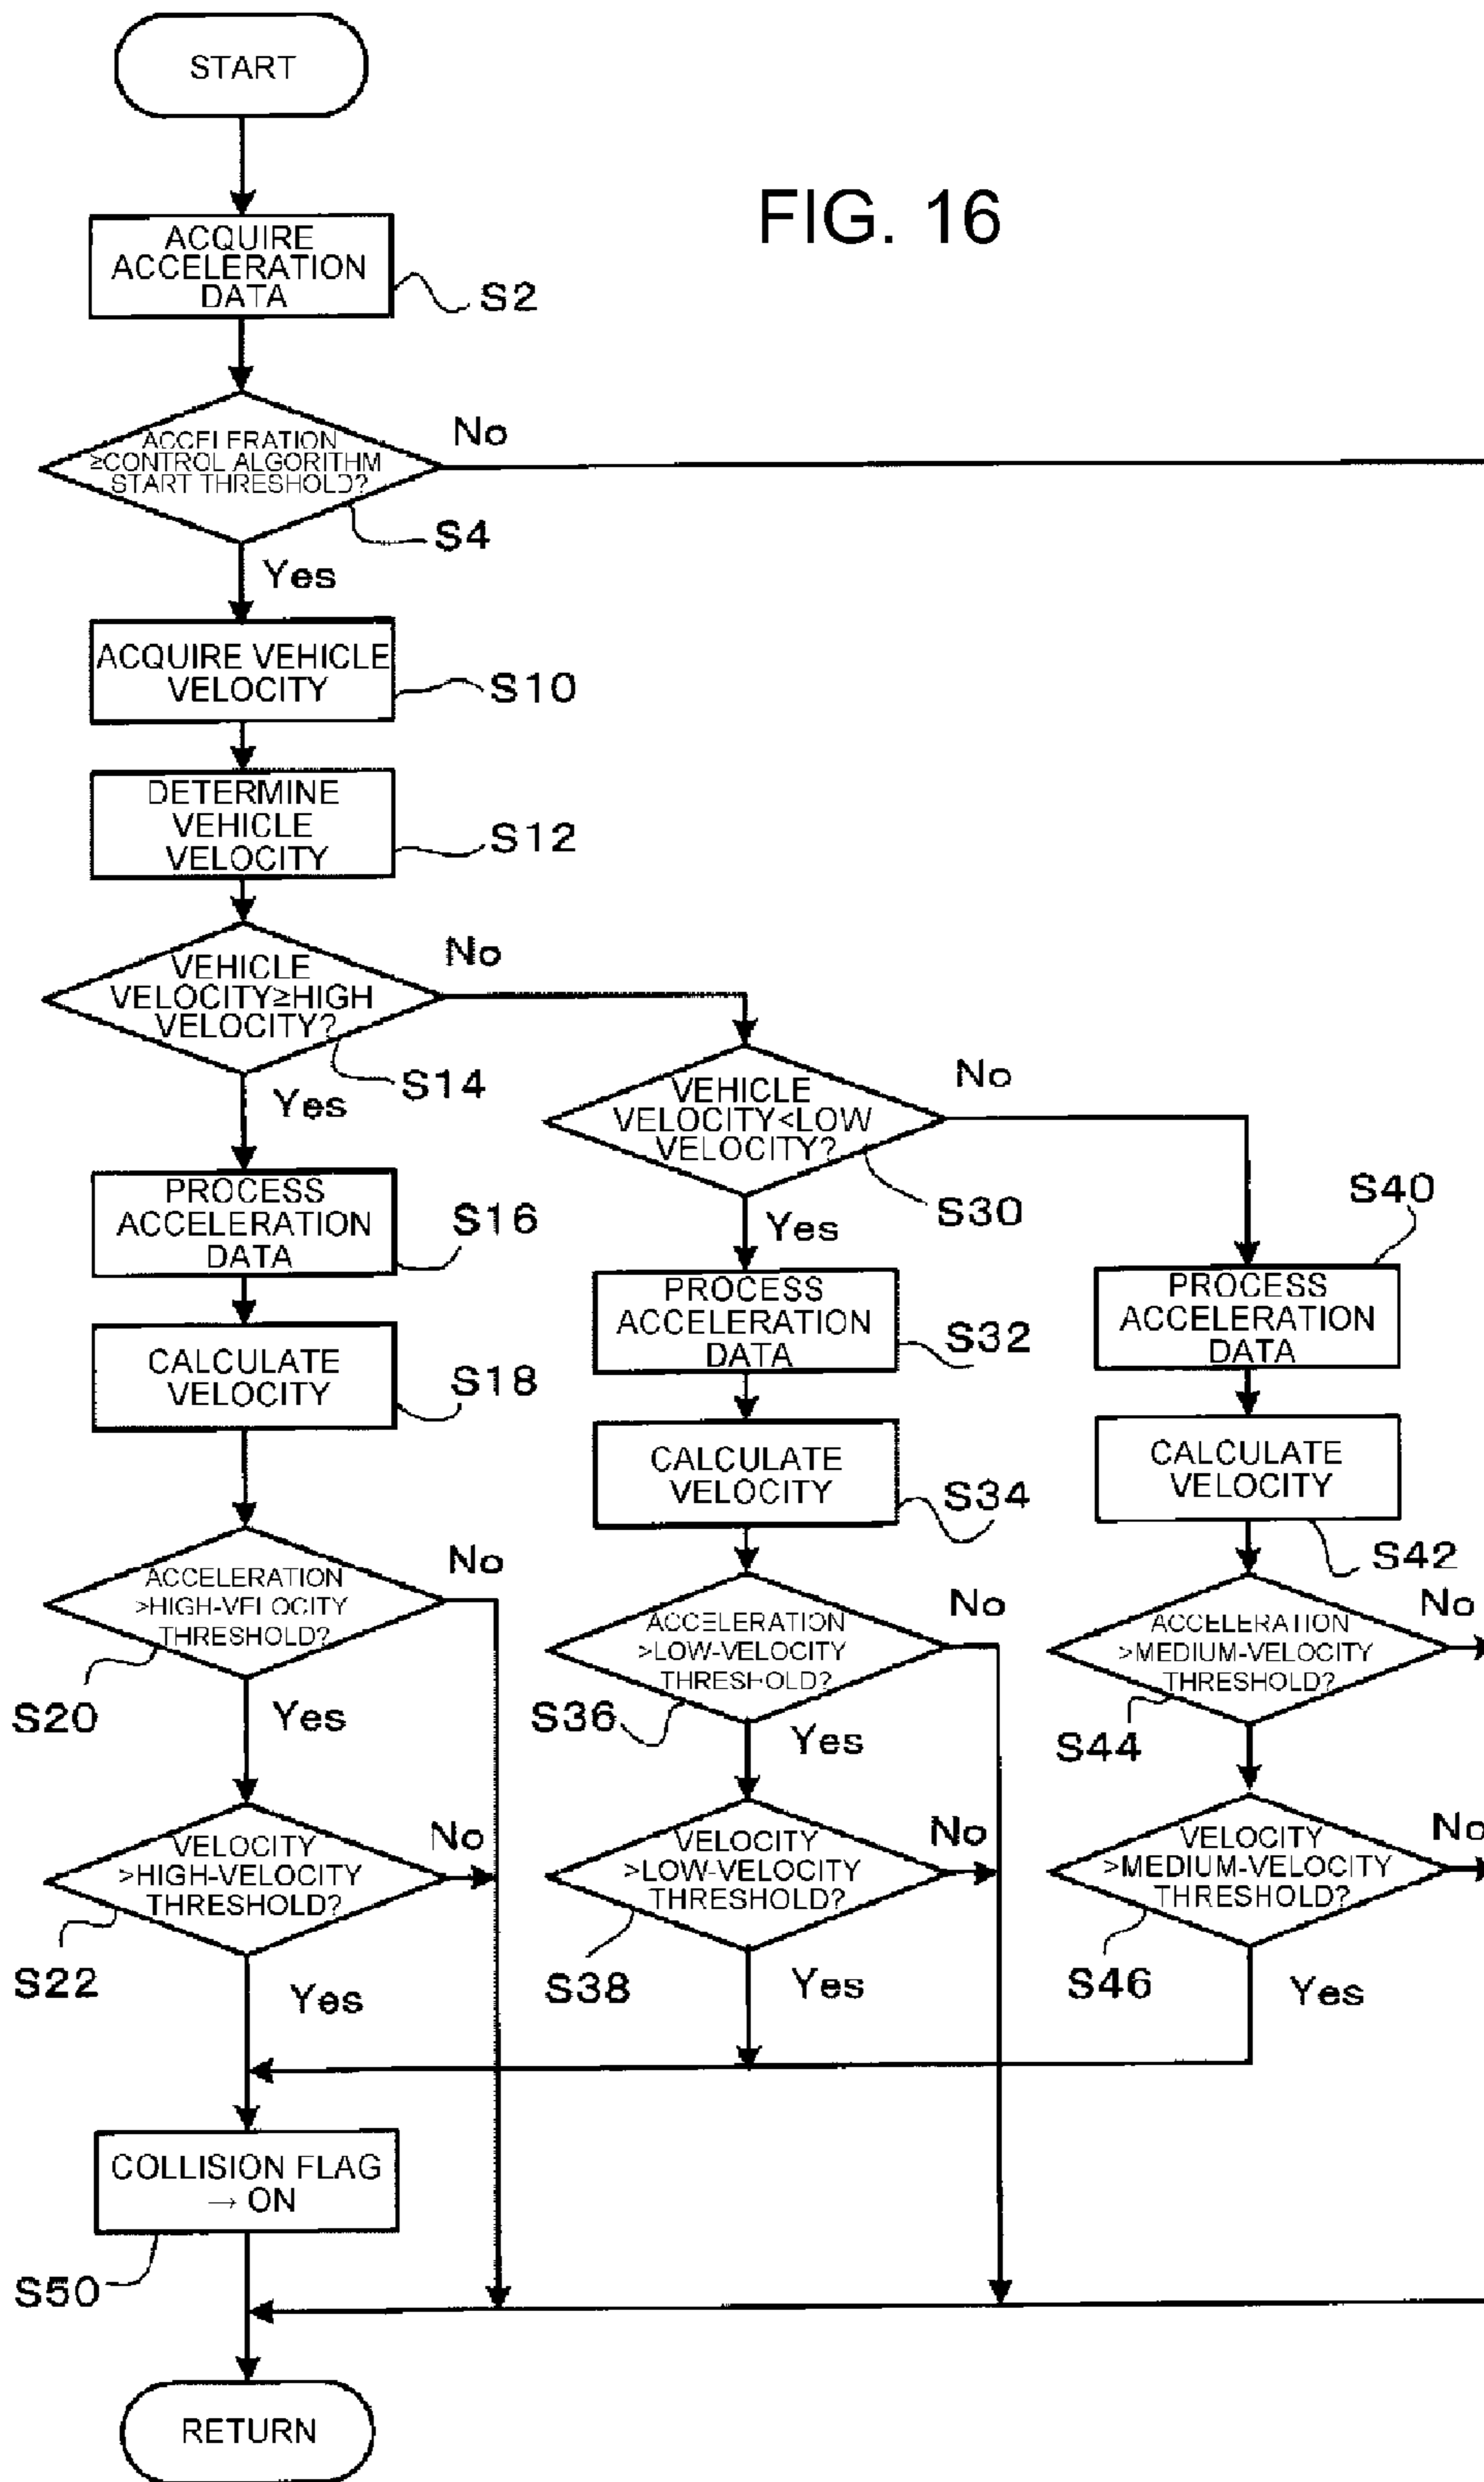 START
FIG. 16
ACQUIRE
ACCELERATION
DATA
S2
ACCELERATION
≥CONTROL ALGORITHM
START THRESHOLD?
No
S4
Yes
ACQUIRE VEHICLE
VELOCITY
S10
DETERMINE
VEHICLE
VELOCITY
S12
VEHICLE
VELOCITY≥HIGH
VELOCITY?
No
S14
Yes
VEHICLE
VELOCITY<LOW
VELOCITY?
No
S30
Yes
PROCESS
ACCELERATION
DATA
S16
CALCULATE
VELOCITY
S18
ACCELERATION
>HIGH-VELOCITY
THRESHOLD?
No
S20
Yes
VELOCITY
>HIGH-VELOCITY
THRESHOLD?
No
S22
Yes
PROCESS
ACCELERATION
DATA
S32
CALCULATE
VELOCITY
S34
ACCELERATION
>LOW-VELOCITY
THRESHOLD?
No
S36
Yes
VELOCITY
>LOW-VELOCITY
THRESHOLD?
No
S38
Yes
S40
PROCESS
ACCELERATION
DATA
CALCULATE
VELOCITY
S42
ACCELERATION
>MEDIUM-VELOCITY
THRESHOLD?
No
S44
VELOCITY
>MEDIUM-VELOCITY
THRESHOLD?
No
S46
Yes
COLLISION FLAG
→ ON
S50
RETURN